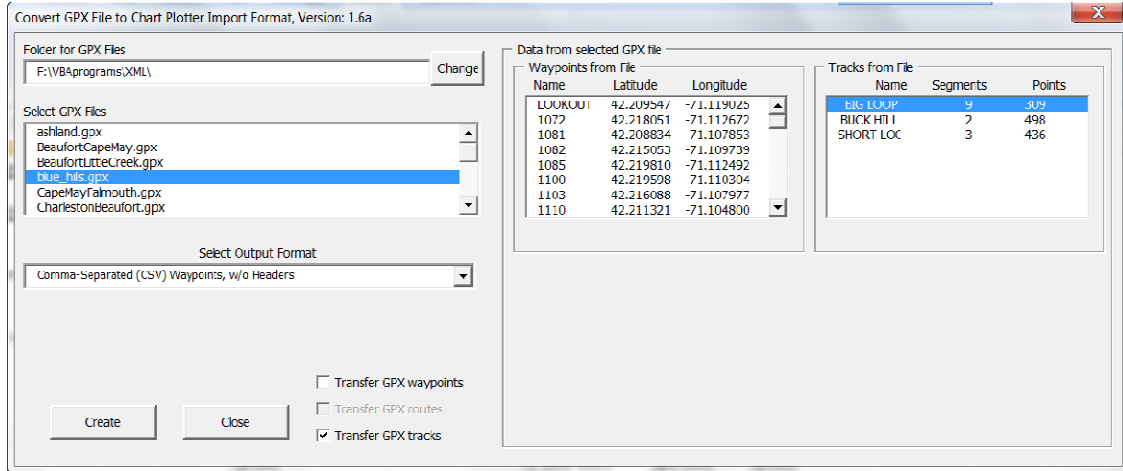 Convert GPX File to Chart Plotter Import Format, Version: 1.6a
X
Folder for GPX Files
F:\VBAprograms\XML\
Change
Select GPX Files
ashland.gpx
BeaufortCapeMay.gpx
BeaufortLittleCreek.gpx
blue_hills.gpx
CapeMayFalmouth.gpx
CharlestonBeaufort.gpx
Select Output Format
Comma-Separated (CSV) Waypoints, w/o Headers
Transfer GPX waypoints
Transfer GPX routes
Transfer GPX tracks
Create
Close
Data from selected GPX file
Waypoints from File
Name Latitude Longitude
LOOKOUT 42.209547 -71.119025
1072 42.218051 -71.112672
1081 42.208834 -71.107853
1082 42.215053 -71.109739
1085 42.219810 -71.112492
1100 42.219598 -71.110304
1103 42.216088 -71.107977
1110 42.211321 -71.104800
Tracks from File
Name Segments Points
BIG LOOP 9 309
BUCK HILL 2 498
SHORT LOC 3 436